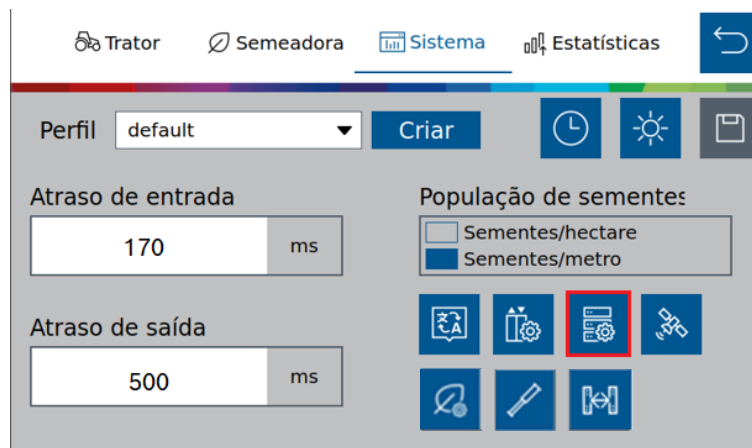 Trator Semeadora Sistema Estatísticas
Perfil default Criar
Atraso de entrada
170 ms
População de sementes
Sementes/hectare
Sementes/metro
Atraso de saída
500 ms